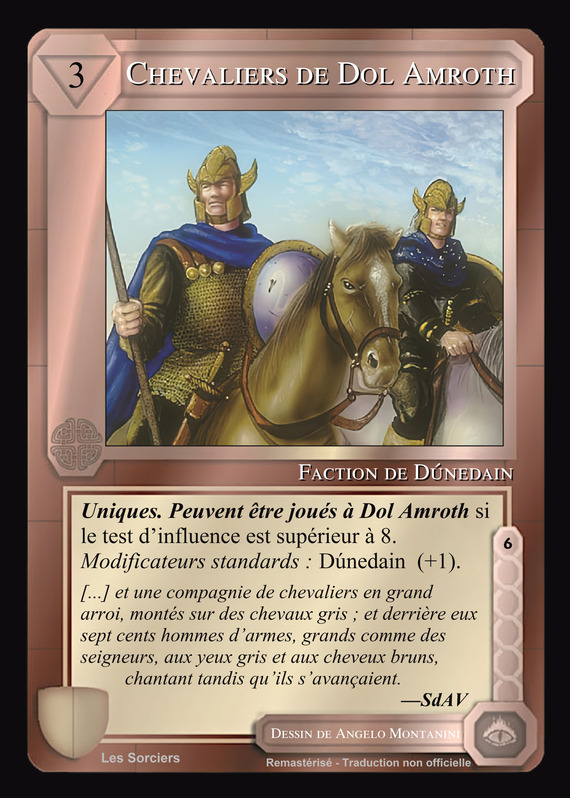 3
Chevaliers de Dol Amroth
Faction de Dúnedain
Uniques. Peuvent être joués à Dol Amroth si
le test d'influence est supérieur à 8.
Modificateurs standards : Dúnedain (+1).
6
[...] et une compagnie de chevaliers en grand
arroi, montés sur des chevaux gris ; et derrière eux
sept cents hommes d'armes, grands comme des
seigneurs, aux yeux gris et aux cheveux bruns,
chantant tandis qu'ils s'avançaient.
—SdAV
Dessin de Angelo Montanini
Les Sorciers
Remastérisé - Traduction non officielle